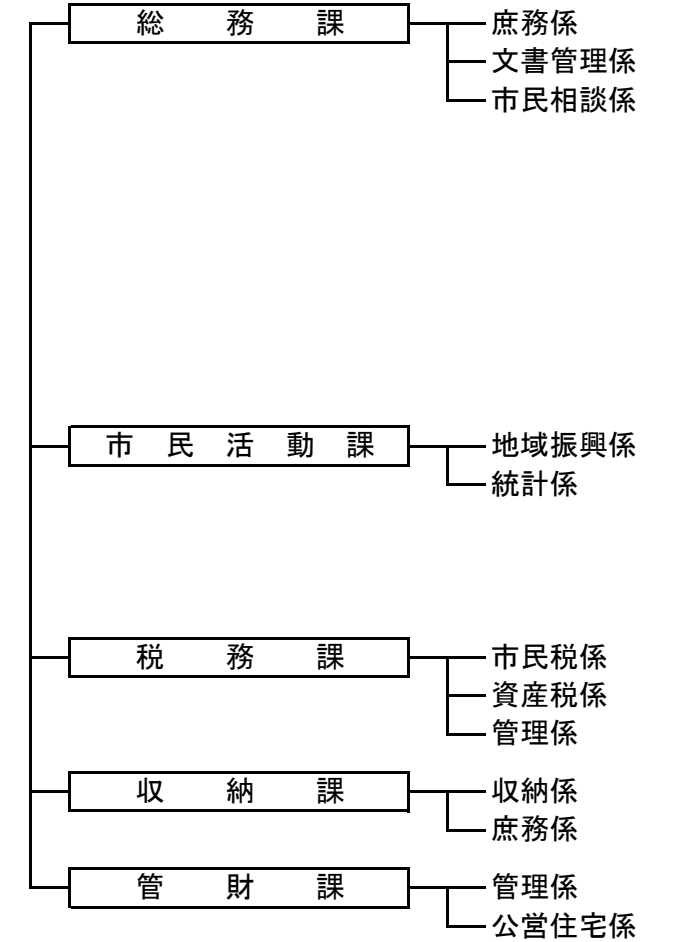 総務課
庶務係
文書管理係
市民相談係
市民活動課
地域振興係
統計係
税務課
市民税係
資産税係
管理係
収納課
収納係
庶務係
管財課
管理係
公営住宅係